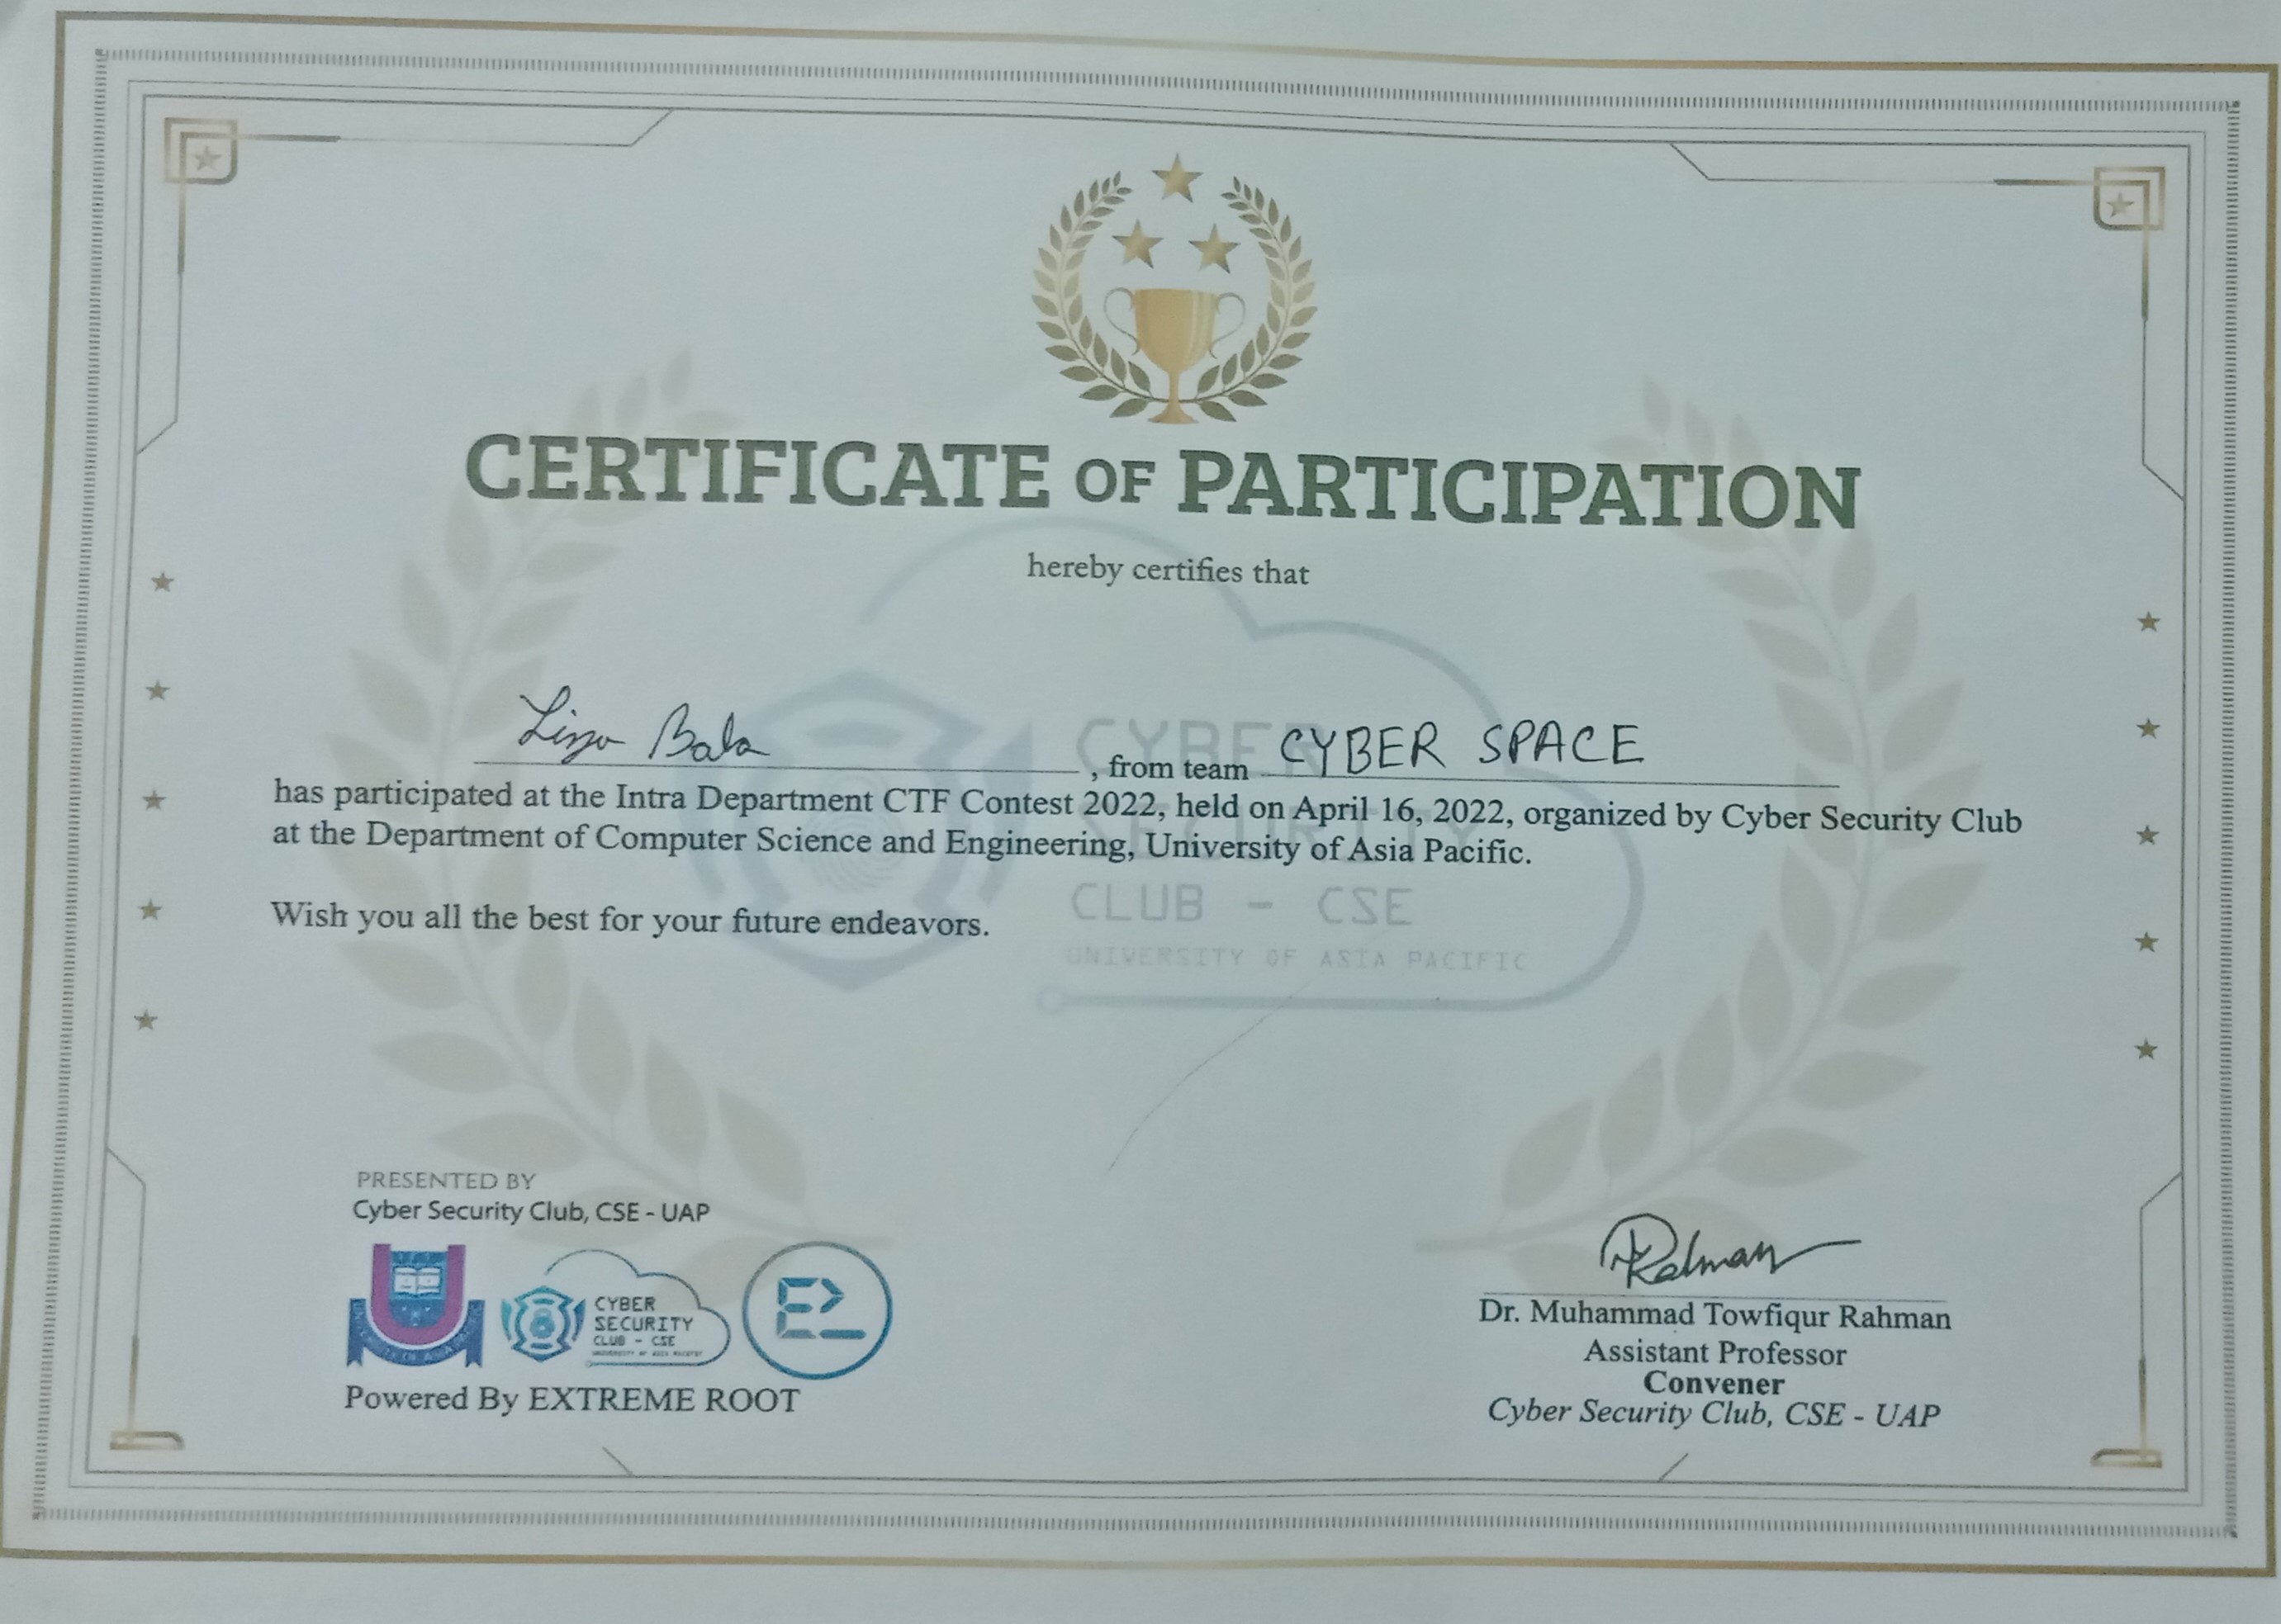 CERTIFICATE OF PARTICIPATION
hereby certifies that
Bala, from team CYBER SPACE
has participated at the Intra Department CTF Contest 2022, held on April 16, 2022, organized by Cyber Security Club
at the Department of Computer Science and Engineering, University of Asia Pacific.
Wish you all the best for your future endeavors.
CYBER
SECURITY
CLUB - CSE
UNIVERSITY OF ASIA PACIFIC
PRESENTED BY
Cyber Security Club, CSE - UAP
CYBER
SECURITY
CLUB - CSE
UNIVERSITY OF ASIA PACIFIC
Powered By EXTREME ROOT
Rahman
Dr. Muhammad Towfiqur Rahman
Assistant Professor
Convener
Cyber Security Club, CSE - UAP